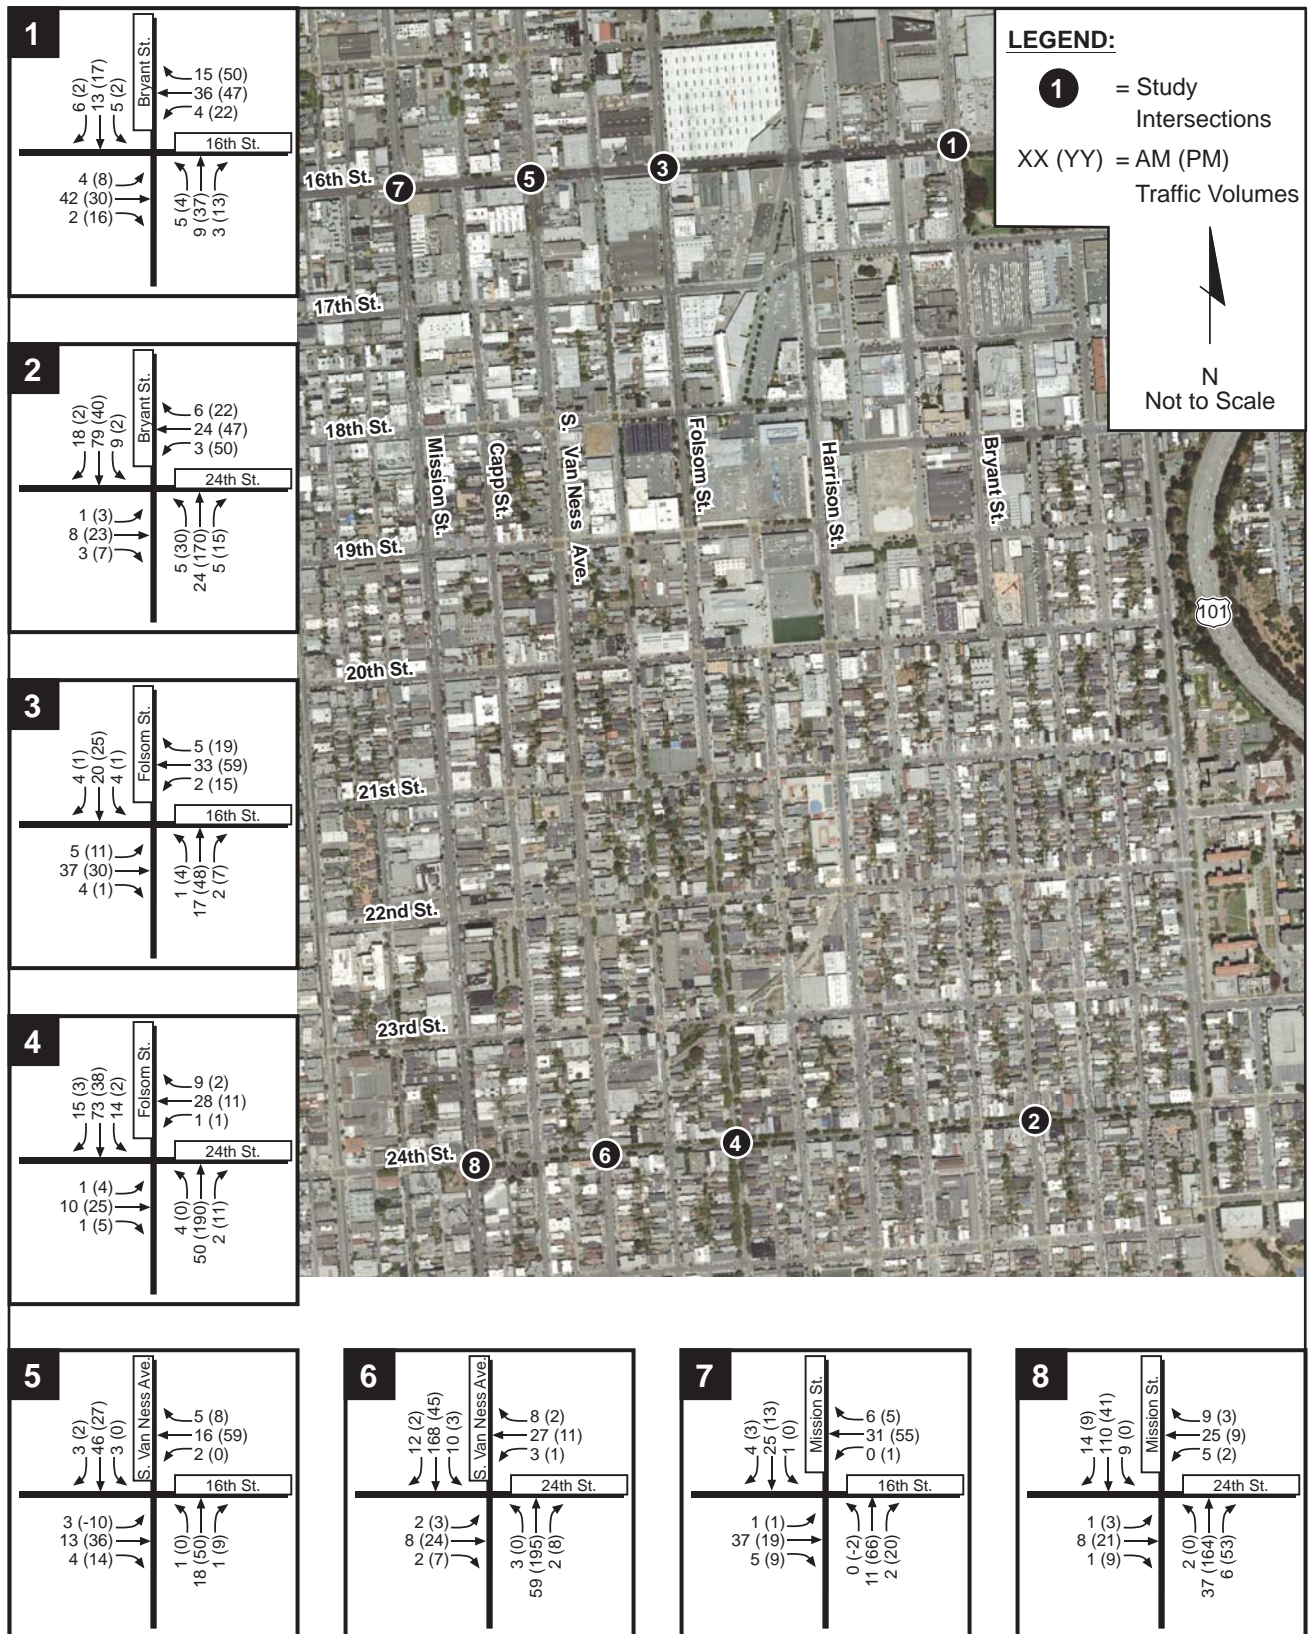 1
Bryant St.
6 (2)
13 (17)
5 (2)
15 (50)
36 (47)
4 (22)
16th St.
4 (8)
42 (30)
2 (16)
5 (4)
9 (37)
3 (13)
2
Bryant St.
18 (2)
79 (40)
9 (2)
6 (22)
24 (47)
3 (50)
24th St.
1 (3)
8 (23)
3 (7)
5 (30)
24 (170)
5 (15)
3
Folsom St.
4 (1)
20 (25)
4 (1)
5 (19)
33 (59)
2 (15)
16th St.
5 (11)
37 (30)
4 (1)
1 (4)
17 (48)
2 (7)
4
Folsom St.
15 (3)
73 (38)
14 (2)
9 (2)
28 (11)
1 (1)
24th St.
1 (4)
10 (25)
1 (5)
4 (0)
50 (190)
2 (11)
LEGEND:
1 = Study
Intersections
XX (YY) = AM (PM)
Traffic Volumes
N
Not to Scale
16th St.
7
5
3
1
17th St.
18th St.
Mission St.
Capp St.
S. Van Ness Ave.
Folsom St.
Harrison St.
Bryant St.
19th St.
101
20th St.
21st St.
22nd St.
23rd St.
24th St.
8
6
4
2
5
S. Van Ness Ave.
3 (2)
46 (27)
3 (0)
5 (8)
16 (59)
2 (0)
16th St.
3 (-10)
13 (36)
4 (14)
1 (0)
18 (50)
1 (9)
6
S. Van Ness Ave.
12 (2)
168 (45)
10 (3)
8 (2)
27 (11)
3 (1)
24th St.
2 (3)
8 (24)
2 (7)
3 (0)
59 (195)
2 (8)
7
Mission St.
4 (3)
25 (13)
1 (0)
6 (5)
31 (55)
0 (1)
16th St.
1 (1)
37 (19)
5 (9)
0 (-2)
11 (66)
2 (20)
8
Mission St.
14 (9)
110 (41)
9 (0)
9 (3)
25 (9)
5 (2)
24th St.
1 (3)
8 (21)
1 (9)
2 (0)
37 (164)
6 (53)